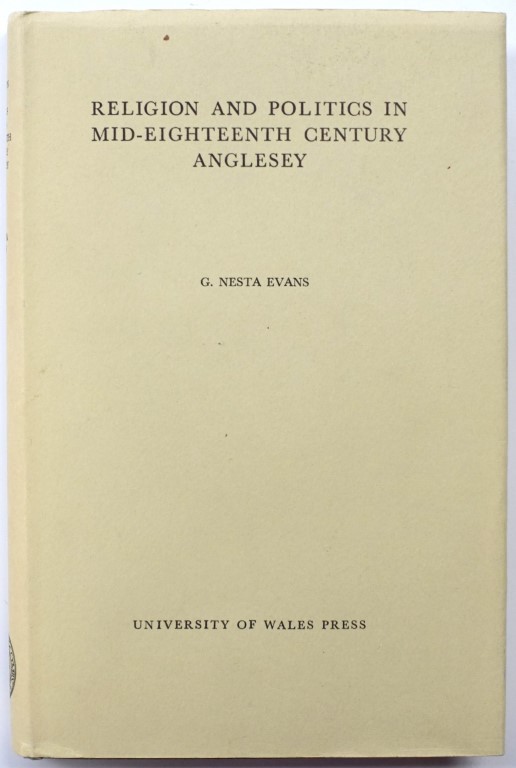 RELIGION AND POLITICS IN
MID-EIGHTEENTH CENTURY
ANGLESEY
G. NESTA EVANS
UNIVERSITY OF WALES PRESS